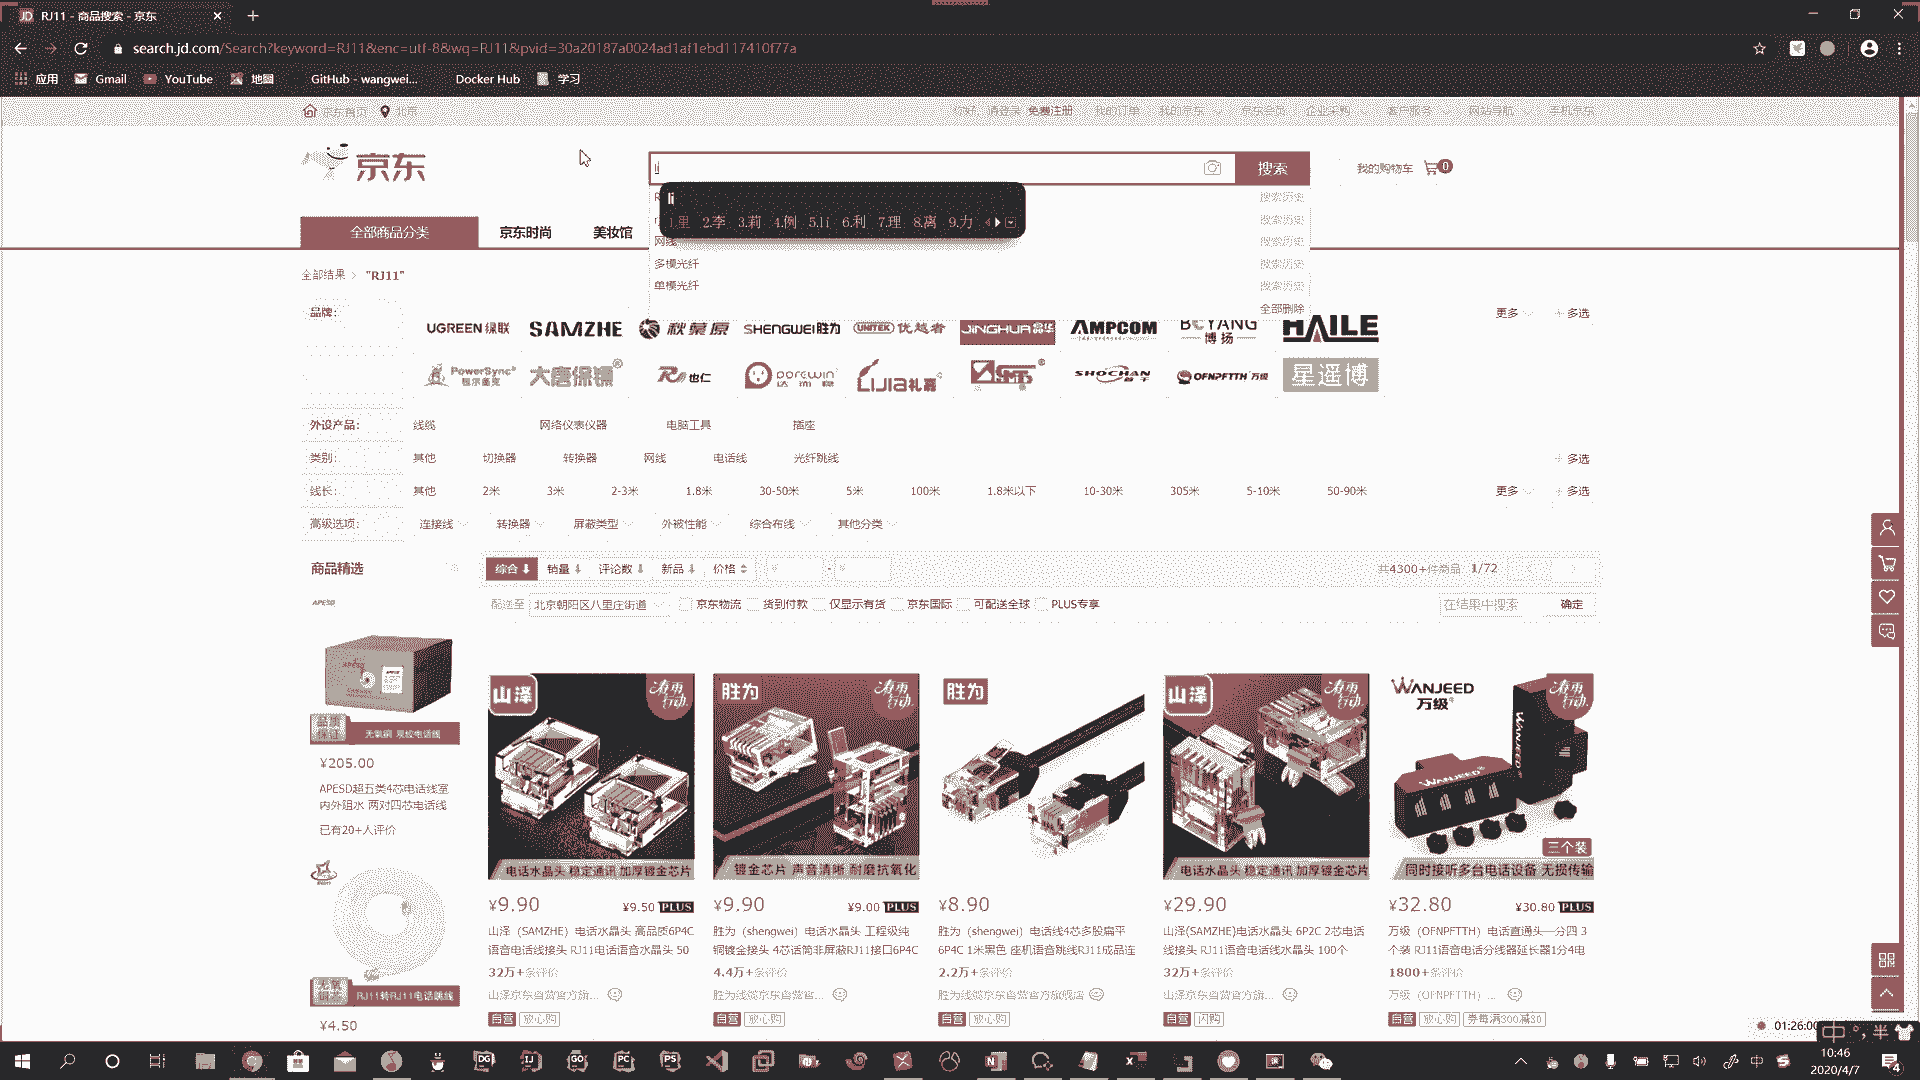 RJ11 - 商品搜索 - 京东
search.jd.com/Search?keyword=RJ11&enc=utf-8&wq=RJ11&pvid=30a20187a0024ad1af1ebd117410f77a
应用 Gmail YouTube 地图 GitHub - wangwei... Docker Hub 学习
京东首页 北京 你好，请登录 免费注册 我的订单 我的京东 京东会员 企业采购 客户服务 网站导航 手机京东
京东
li 搜索 我的购物车 0
li
1.里 2.李 3.莉 4.例 5.li 6.利 7.理 8.离 9.力
搜索历史
搜索历史
网线 搜索历史
多模光纤 搜索历史
单模光纤 搜索历史
全部删除
全部商品分类 京东时尚 美妆馆
全部结果 > "RJ11"
品牌： 更多 + 多选
UGREEN 绿联 SAMZHE 秋葉原 SHENGWEI胜为 UNITEK 优越者 JINGHUA晶华 AMPCOM BOYANG 博扬 HAILE
PowerSync 大唐保镖 也仁 DOREWIN 达而稳 LIJIA礼嘉 SMT5 SHOCHAN OFNPFTTH 万级 星遥博
外设产品： 线缆 网络仪表仪器 电脑工具 插座
类别： 其他 切换器 转换器 网线 电话线 光纤跳线 + 多选
线长： 其他 2米 3米 2-3米 1.8米 30-50米 5米 100米 1.8米以下 10-30米 305米 5-10米 50-90米 更多 + 多选
高级选项： 连接线 转换器 屏蔽类型 外被性能 综合布线 其他分类
商品精选
综合 销量 评论数 新品 价格 ¥ - ¥ 共4300+件商品 1/72 < >
配送至 北京朝阳区八里庄街道 京东物流 货到付款 仅显示有货 京东国际 可配送全球 PLUS专享 在结果中搜索 确定
APESD
无氧铜 双绞电话线
¥205.00
APESD超五类4芯电话线室
内外阻水 两对四芯电话线
已有20+人评价
RJ11转RJ11电话跳线
¥4.50
山泽
电话水晶头 稳定通讯 加厚镀金芯片
¥9.90 ¥9.50 PLUS
山泽（SAMZHE）电话水晶头 高品质6P4C
语音电话线接头 RJ11电话语音水晶头 50
32万+条评价
山泽京东自营官方旗...
自营 放心购
胜为
镀金芯片 声音清晰 耐磨抗氧化
¥9.90 ¥9.00 PLUS
胜为（shengwei）电话水晶头 工程级纯
铜镀金接头 4芯话筒非屏蔽RJ11接口6P4C
4.4万+条评价
胜为线缆京东自营官...
自营 放心购
胜为
¥8.90
胜为（shengwei）电话线4芯多股扁平
6P4C 1米黑色 座机语音跳线RJ11成品连
2.2万+条评价
胜为线缆京东自营官方旗舰店
自营 放心购
山泽
电话水晶头 稳定通讯 加厚镀金芯片
¥29.90
山泽(SAMZHE)电话水晶头 6P2C 2芯电话
线接头 RJ11语音电话线水晶头 100个
32万+条评价
山泽京东自营官方旗...
自营 闪购
WANJEED
万级
三个装
同时接听多台电话设备 无损传输
¥32.80 ¥30.80 PLUS
万级（OFNPFTTH）电话直通头一分四 3
个装 RJ11语音电话分线器延长器1分4电
1800+条评价
万级（OFNPFTTH）...
自营 放心购 券每满300减30
01:26:00
中 半
10:46
2020/4/7
4